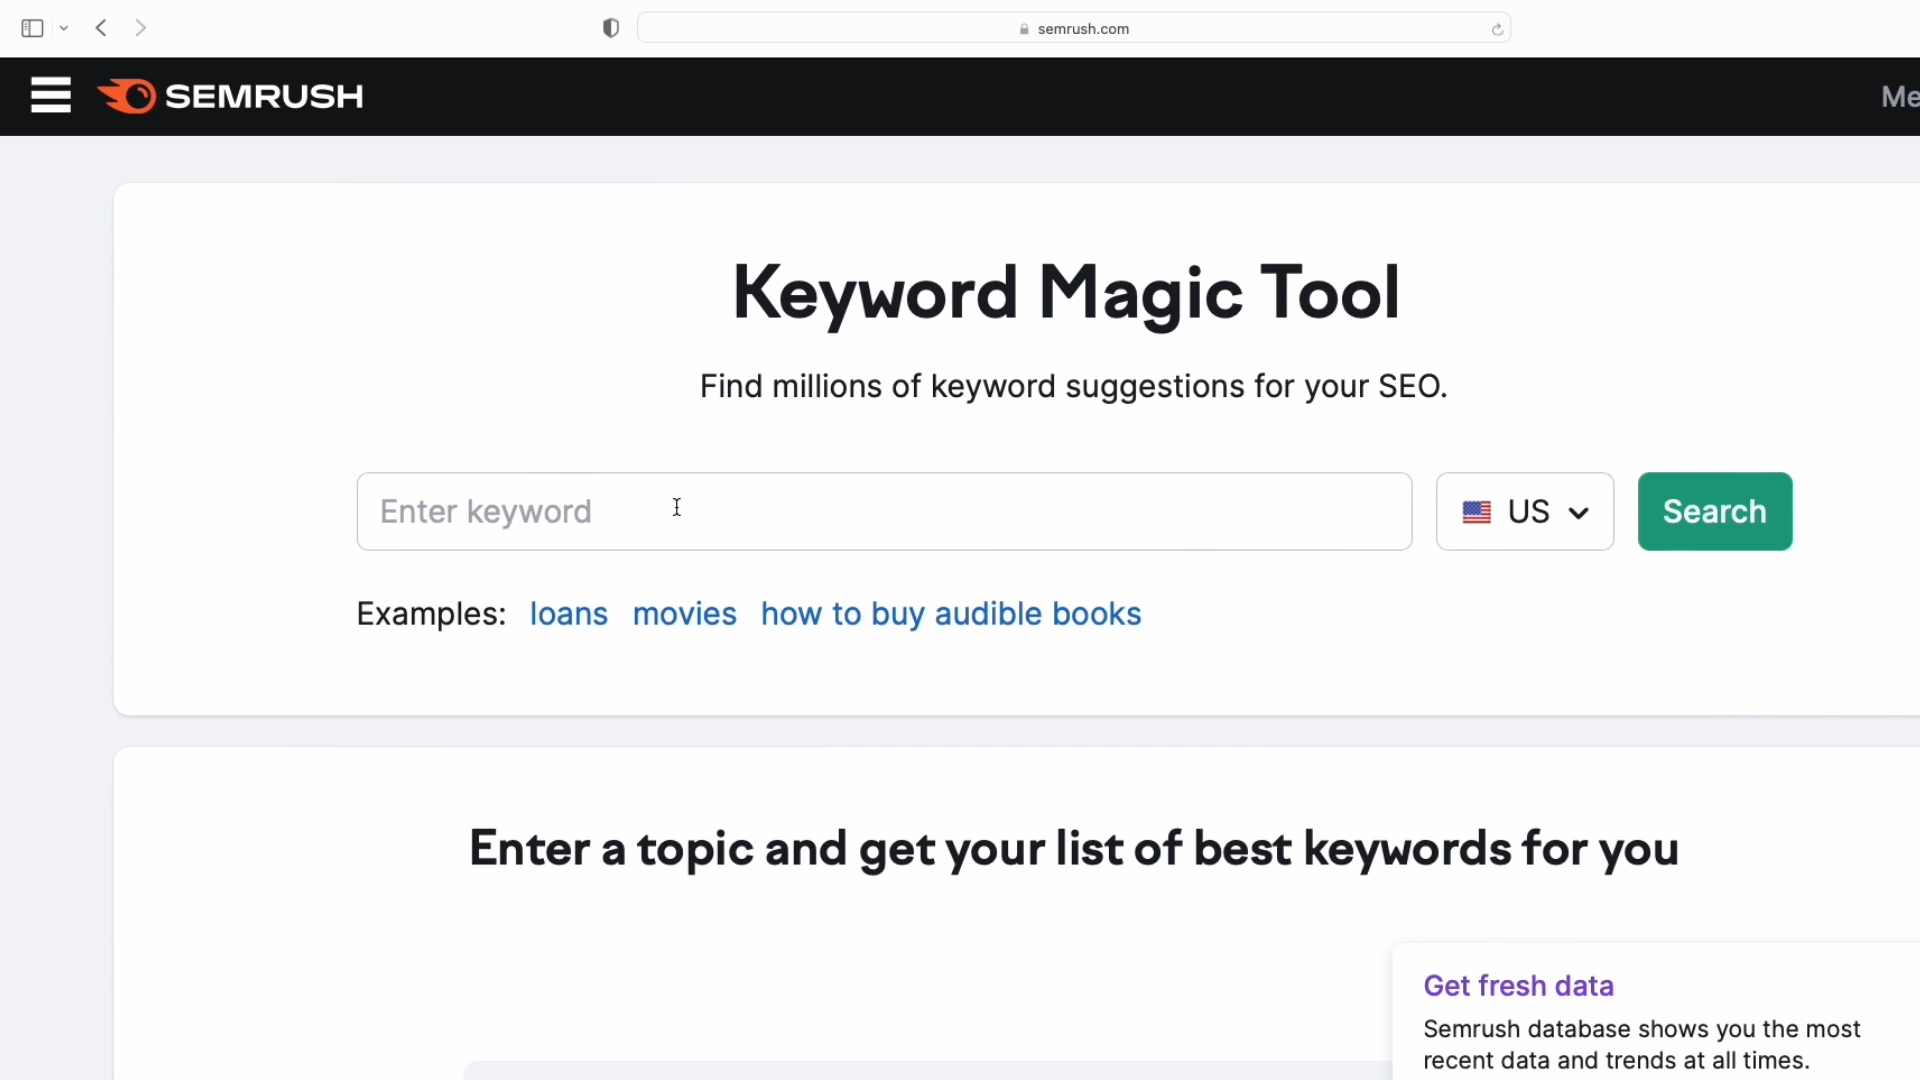 semrush.com
SEMRUSH
Me
Keyword Magic Tool
Find millions of keyword suggestions for your SEO.
Enter keyword
US
Search
Examples: loans movies how to buy audible books
Enter a topic and get your list of best keywords for you
Get fresh data
Semrush database shows you the most
recent data and trends at all times.